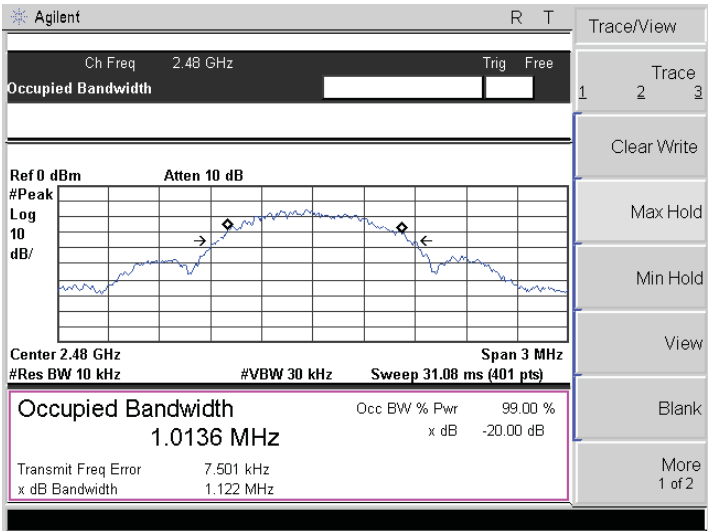 Agilent R T
Ch Freq 2.48 GHz Trig Free
Occupied Bandwidth
Ref 0 dBm Atten 10 dB
#Peak
Log
10
dB/
Center 2.48 GHz Span 3 MHz
#Res BW 10 kHz #VBW 30 kHz Sweep 31.08 ms (401 pts)
Occupied Bandwidth Occ BW % Pwr 99.00 %
1.0136 MHz x dB -20.00 dB
Transmit Freq Error 7.501 kHz
x dB Bandwidth 1.122 MHz
Trace/View
Trace
1 2 3
Clear Write
Max Hold
Min Hold
View
Blank
More
1 of 2